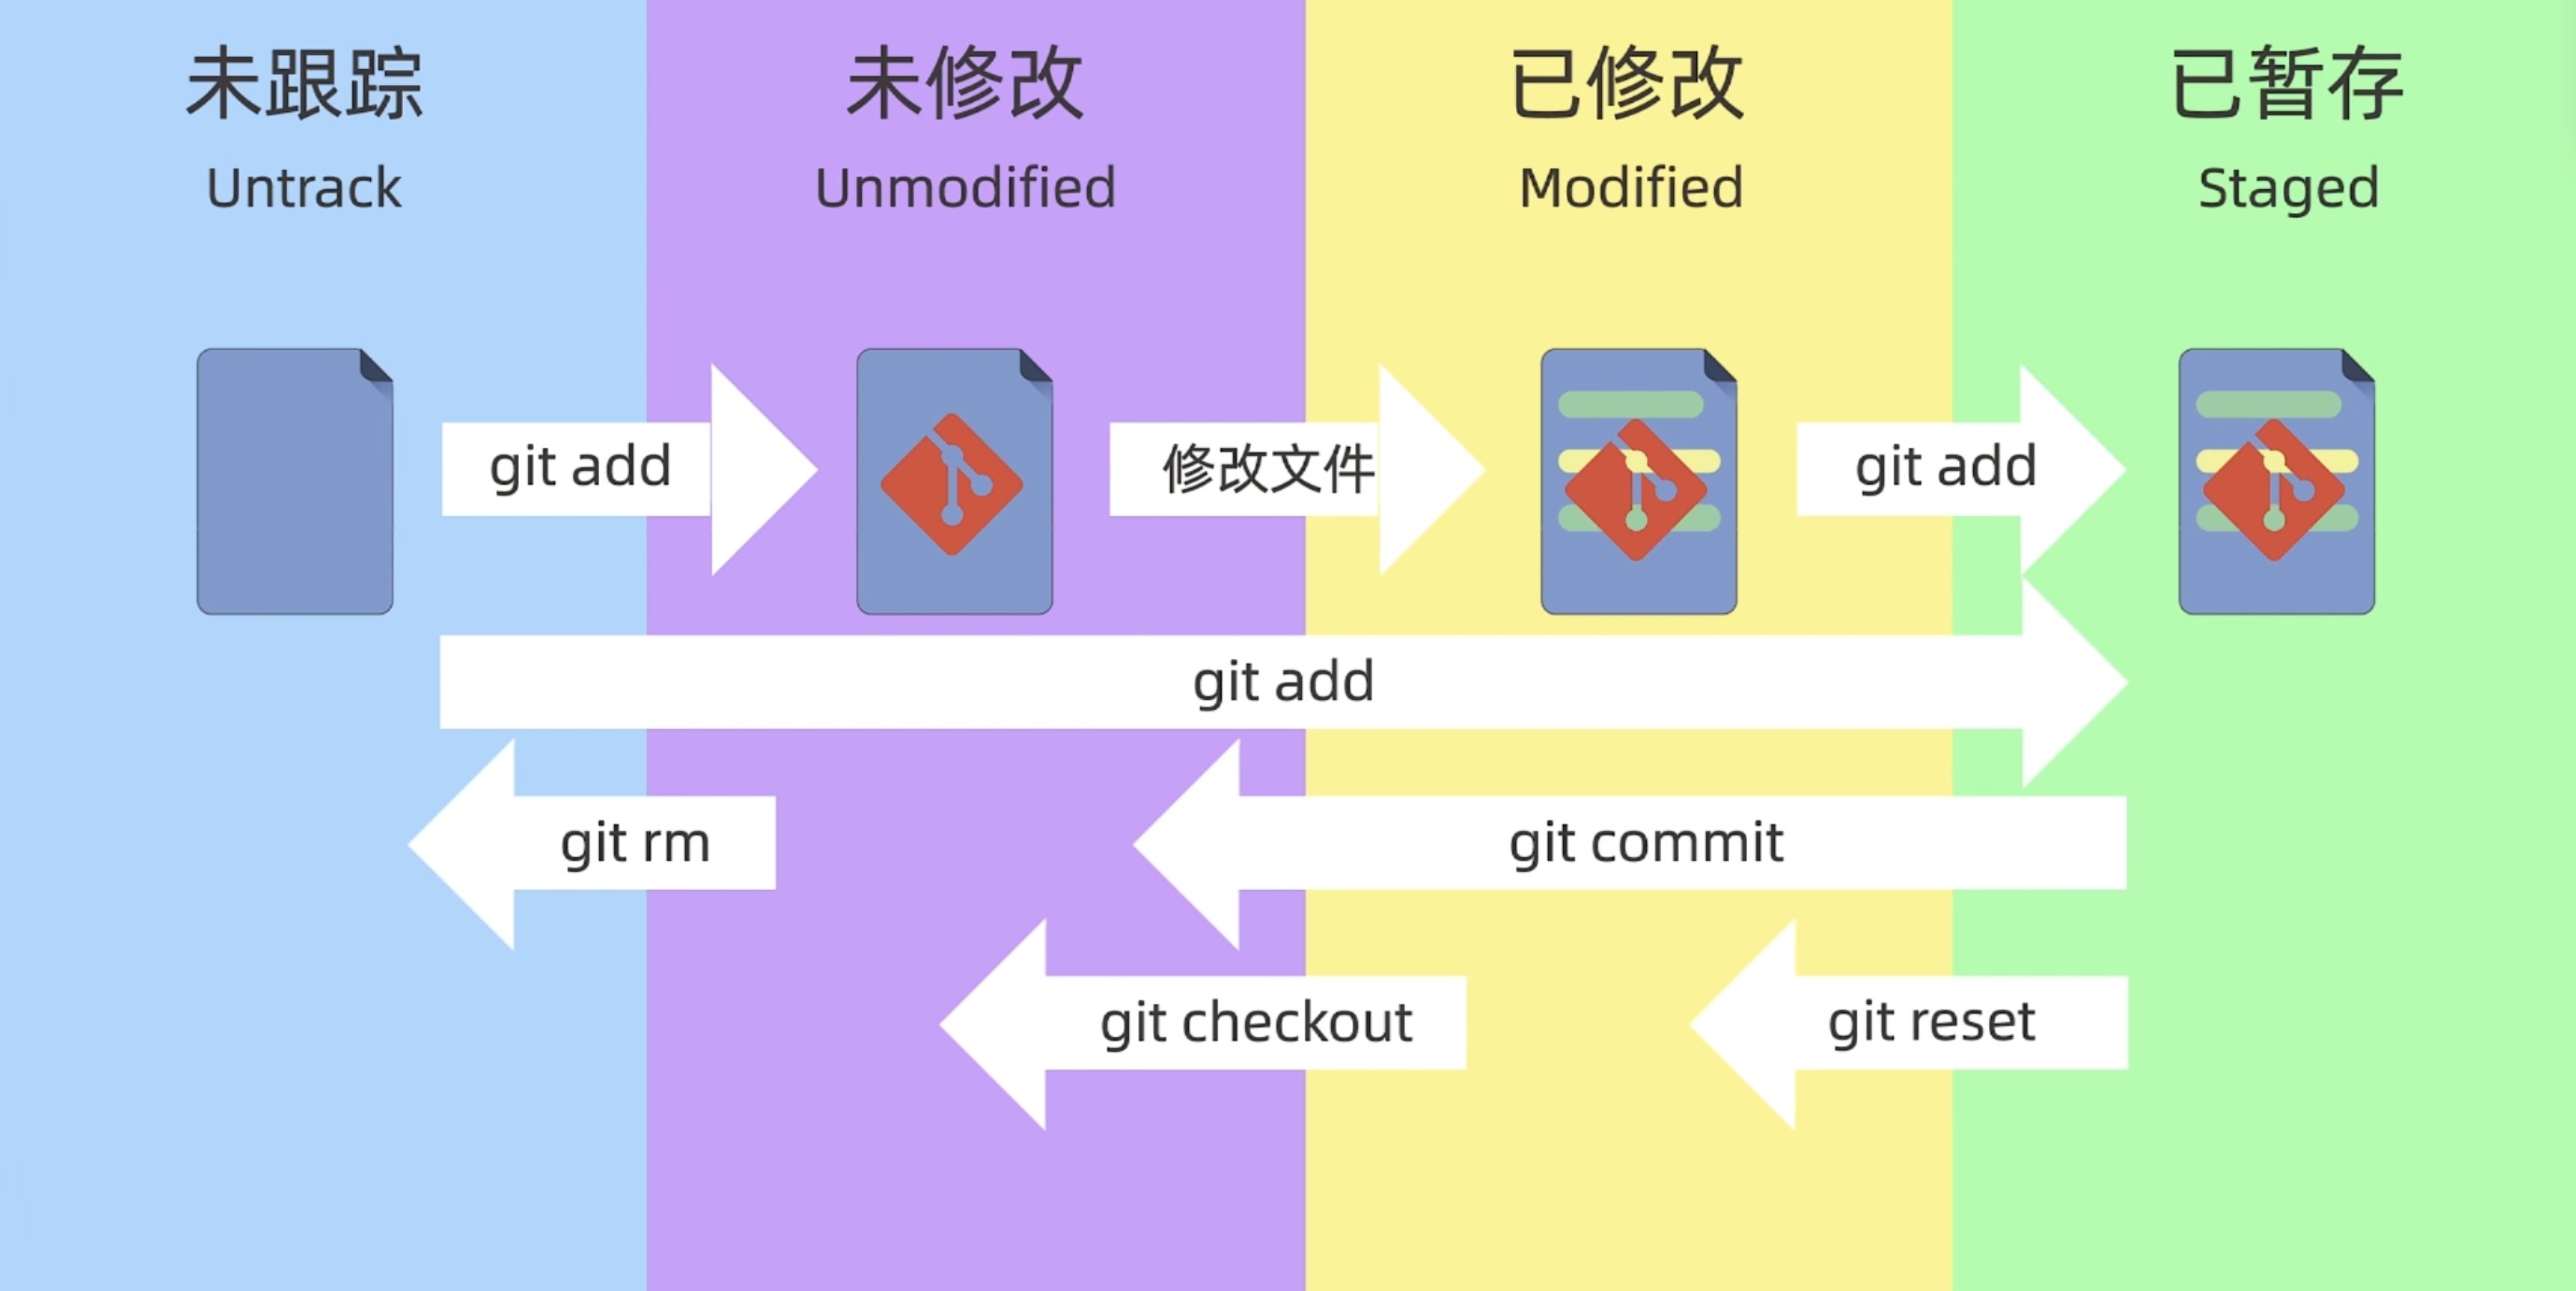 未跟踪
Untrack
未修改
Unmodified
已修改
Modified
已暂存
Staged
git add
修改文件
git add
git add
git rm
git commit
git checkout
git reset